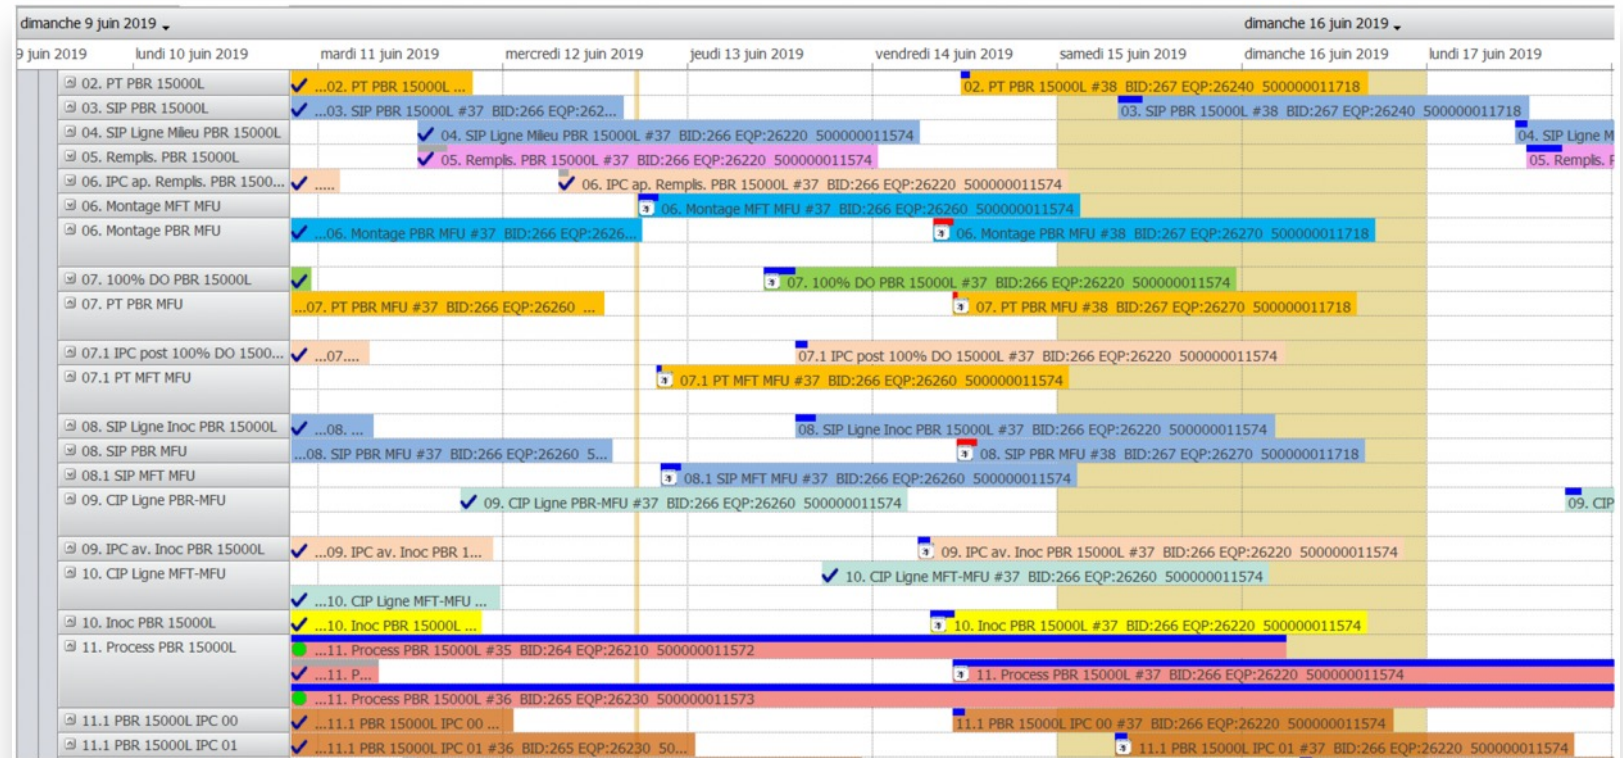 dimanche 9 juin 2019
dimanche 16 juin 2019
9 juin 2019
lundi 10 juin 2019
mardi 11 juin 2019
mercredi 12 juin 2019
jeudi 13 juin 2019
vendredi 14 juin 2019
samedi 15 juin 2019
dimanche 16 juin 2019
lundi 17 juin 2019
02. PT PBR 15000L
...02. PT PBR 15000L ...
02. PT PBR 15000L #38 BID:267 EQP:26240 500000011718
03. SIP PBR 15000L
...03. SIP PBR 15000L #37 BID:266 EQP:262...
03. SIP PBR 15000L #38 BID:267 EQP:26240 500000011718
04. SIP Ligne Milieu PBR 15000L
04. SIP Ligne Milieu PBR 15000L #37 BID:266 EQP:26220 500000011574
04. SIP Ligne M
05. Remplis. PBR 15000L
05. Remplis. PBR 15000L #37 BID:266 EQP:26220 500000011574
05. Remplis. P
06. IPC ap. Remplis. PBR 1500...
.....
06. IPC ap. Remplis. PBR 15000L #37 BID:266 EQP:26220 500000011574
06. Montage MFT MFU
06. Montage MFT MFU #37 BID:266 EQP:26260 500000011574
06. Montage PBR MFU
...06. Montage PBR MFU #37 BID:266 EQP:2626...
06. Montage PBR MFU #38 BID:267 EQP:26270 500000011718
07. 100% DO PBR 15000L
07. 100% DO PBR 15000L #37 BID:266 EQP:26220 500000011574
07. PT PBR MFU
...07. PT PBR MFU #37 BID:266 EQP:26260 ...
07. PT PBR MFU #38 BID:267 EQP:26270 500000011718
07.1 IPC post 100% DO 1500...
...07....
07.1 IPC post 100% DO 15000L #37 BID:266 EQP:26220 500000011574
07.1 PT MFT MFU
07.1 PT MFT MFU #37 BID:266 EQP:26260 500000011574
08. SIP Ligne Inoc PBR 15000L
...08. ...
08. SIP Ligne Inoc PBR 15000L #37 BID:266 EQP:26220 500000011574
08. SIP PBR MFU
...08. SIP PBR MFU #37 BID:266 EQP:26260 5...
08. SIP PBR MFU #38 BID:267 EQP:26270 500000011718
08.1 SIP MFT MFU
08.1 SIP MFT MFU #37 BID:266 EQP:26260 500000011574
09. CIP Ligne PBR-MFU
09. CIP Ligne PBR-MFU #37 BID:266 EQP:26260 500000011574
09. CIP
09. IPC av. Inoc PBR 15000L
...09. IPC av. Inoc PBR 1...
09. IPC av. Inoc PBR 15000L #37 BID:266 EQP:26220 500000011574
10. CIP Ligne MFT-MFU
10. CIP Ligne MFT-MFU #37 BID:266 EQP:26260 500000011574
...10. CIP Ligne MFT-MFU ...
10. Inoc PBR 15000L
...10. Inoc PBR 15000L ...
10. Inoc PBR 15000L #37 BID:266 EQP:26220 500000011574
11. Process PBR 15000L
...11. Process PBR 15000L #35 BID:264 EQP:26210 500000011572
...11. P...
11. Process PBR 15000L #37 BID:266 EQP:26220 500000011574
...11. Process PBR 15000L #36 BID:265 EQP:26230 500000011573
11.1 PBR 15000L IPC 00
...11.1 PBR 15000L IPC 00 ...
11.1 PBR 15000L IPC 00 #37 BID:266 EQP:26220 500000011574
11.1 PBR 15000L IPC 01
...11.1 PBR 15000L IPC 01 #36 BID:265 EQP:26230 50...
11.1 PBR 15000L IPC 01 #37 BID:266 EQP:26220 500000011574